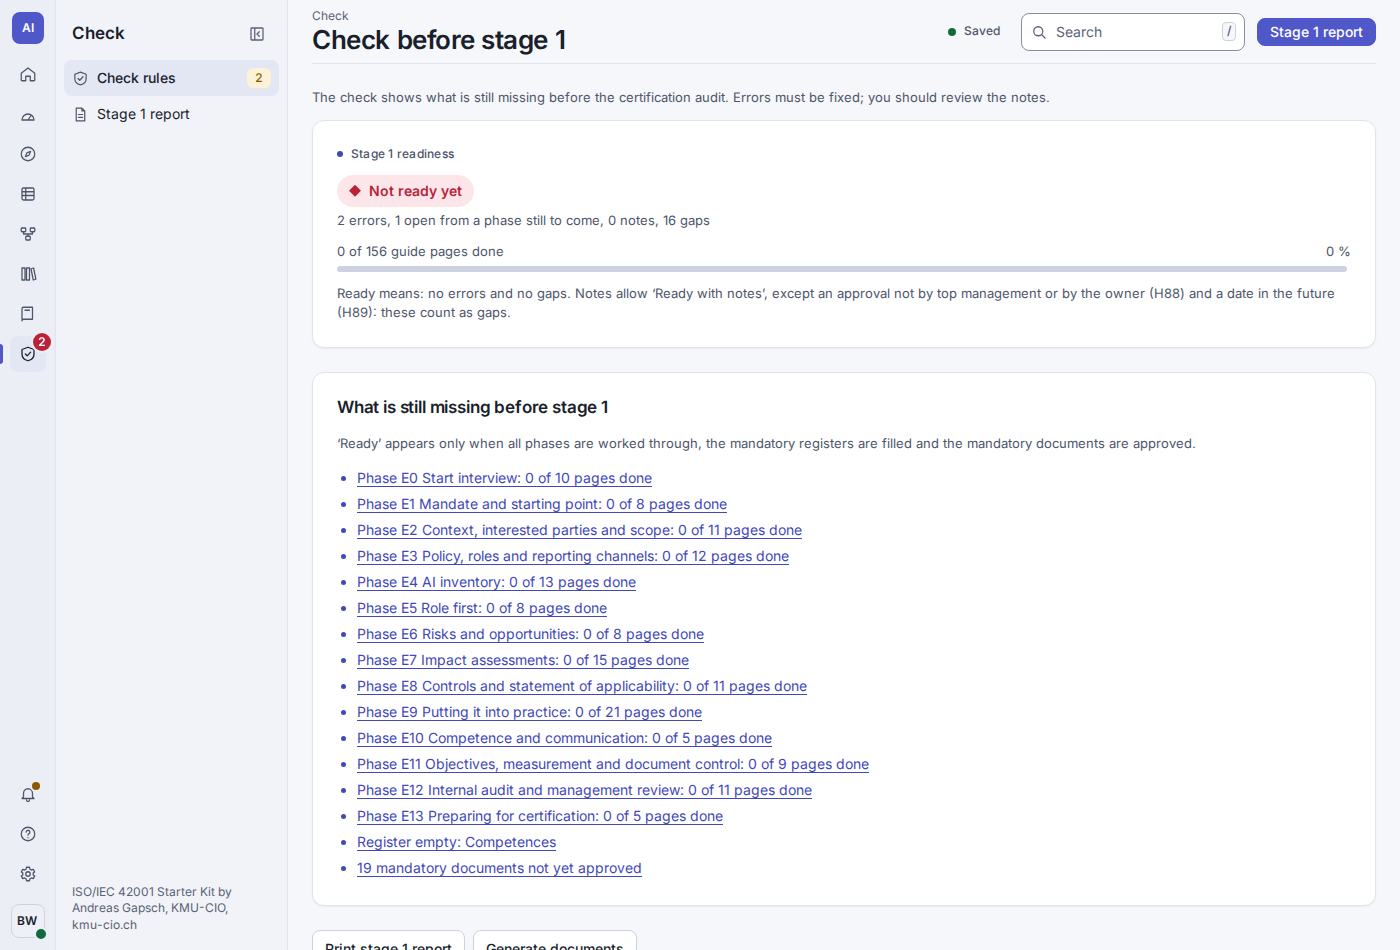 AI
Check
Check rules
2
Stage 1 report
2
BW
ISO/IEC 42001 Starter Kit by
Andreas Gapsch, KMU-CIO,
kmu-cio.ch
Check
Check before stage 1
Saved
Search
/
Stage 1 report
The check shows what is still missing before the certification audit. Errors must be fixed; you should review the notes.
Stage 1 readiness
Not ready yet
2 errors, 1 open from a phase still to come, 0 notes, 16 gaps
0 of 156 guide pages done
0 %
Ready means: no errors and no gaps. Notes allow ‘Ready with notes’, except an approval not by top management or by the owner (H88) and a date in the future
(H89): these count as gaps.
What is still missing before stage 1
‘Ready’ appears only when all phases are worked through, the mandatory registers are filled and the mandatory documents are approved.
Phase E0 Start interview: 0 of 10 pages done
Phase E1 Mandate and starting point: 0 of 8 pages done
Phase E2 Context, interested parties and scope: 0 of 11 pages done
Phase E3 Policy, roles and reporting channels: 0 of 12 pages done
Phase E4 AI inventory: 0 of 13 pages done
Phase E5 Role first: 0 of 8 pages done
Phase E6 Risks and opportunities: 0 of 8 pages done
Phase E7 Impact assessments: 0 of 15 pages done
Phase E8 Controls and statement of applicability: 0 of 11 pages done
Phase E9 Putting it into practice: 0 of 21 pages done
Phase E10 Competence and communication: 0 of 5 pages done
Phase E11 Objectives, measurement and document control: 0 of 9 pages done
Phase E12 Internal audit and management review: 0 of 11 pages done
Phase E13 Preparing for certification: 0 of 5 pages done
Register empty: Competences
19 mandatory documents not yet approved
Print stage 1 report
Generate documents